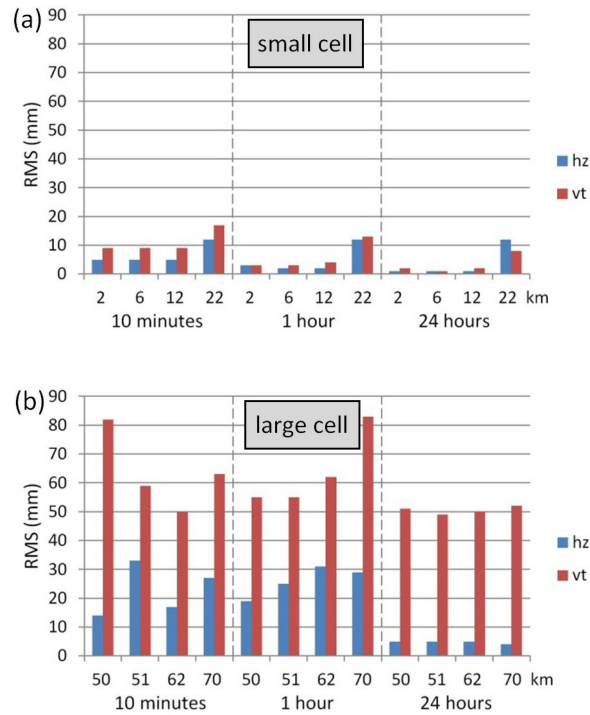 (a)
small cell
90
80
70
60
50
40
30
20
10
0
RMS (mm)
hz
vt
2 6 12 22 2 6 12 22 2 6 12 22 km
10 minutes 1 hour 24 hours
(b)
large cell
90
80
70
60
50
40
30
20
10
0
RMS (mm)
hz
vt
50 51 62 70 50 51 62 70 50 51 62 70 km
10 minutes 1 hour 24 hours